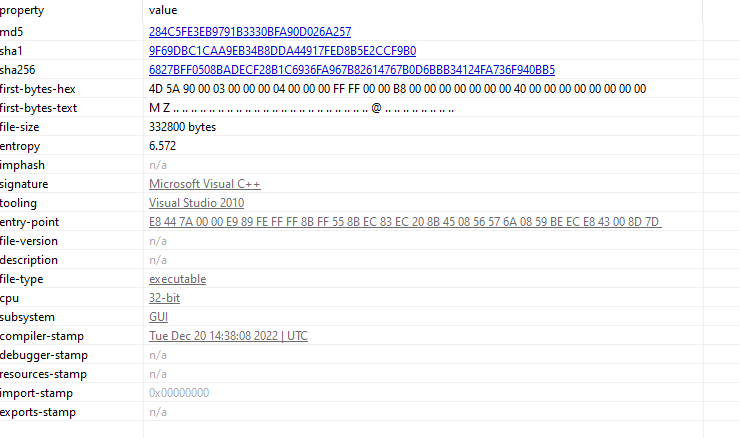 property value
md5 284C5FE3EB9791B3330BFA90D026A257
sha1 9F69DBC1CAA9EB34B8DDA44917FED8B5E2CCF9B0
sha256 6827BFF0508BADECF28B1C6936FA967B82614767B0D6BBB34124FA736F940BB5
first-bytes-hex 4D 5A 90 00 03 00 00 00 04 00 00 00 FF FF 00 00 B8 00 00 00 00 00 00 00 40 00 00 00 00 00 00 00
first-bytes-text M Z .. .. .. .. .. .. .. .. .. .. .. .. .. .. .. .. .. .. .. .. .. .. @ .. .. .. .. .. .. ..
file-size 332800 bytes
entropy 6.572
imphash n/a
signature Microsoft Visual C++
tooling Visual Studio 2010
entry-point E8 44 7A 00 00 E9 89 FE FF FF 8B FF 55 8B EC 83 EC 20 8B 45 08 56 57 6A 08 59 BE EC E8 43 00 8D 7D
file-version n/a
description n/a
file-type executable
cpu 32-bit
subsystem GUI
compiler-stamp Tue Dec 20 14:38:08 2022 | UTC
debugger-stamp n/a
resources-stamp n/a
import-stamp 0x00000000
exports-stamp n/a